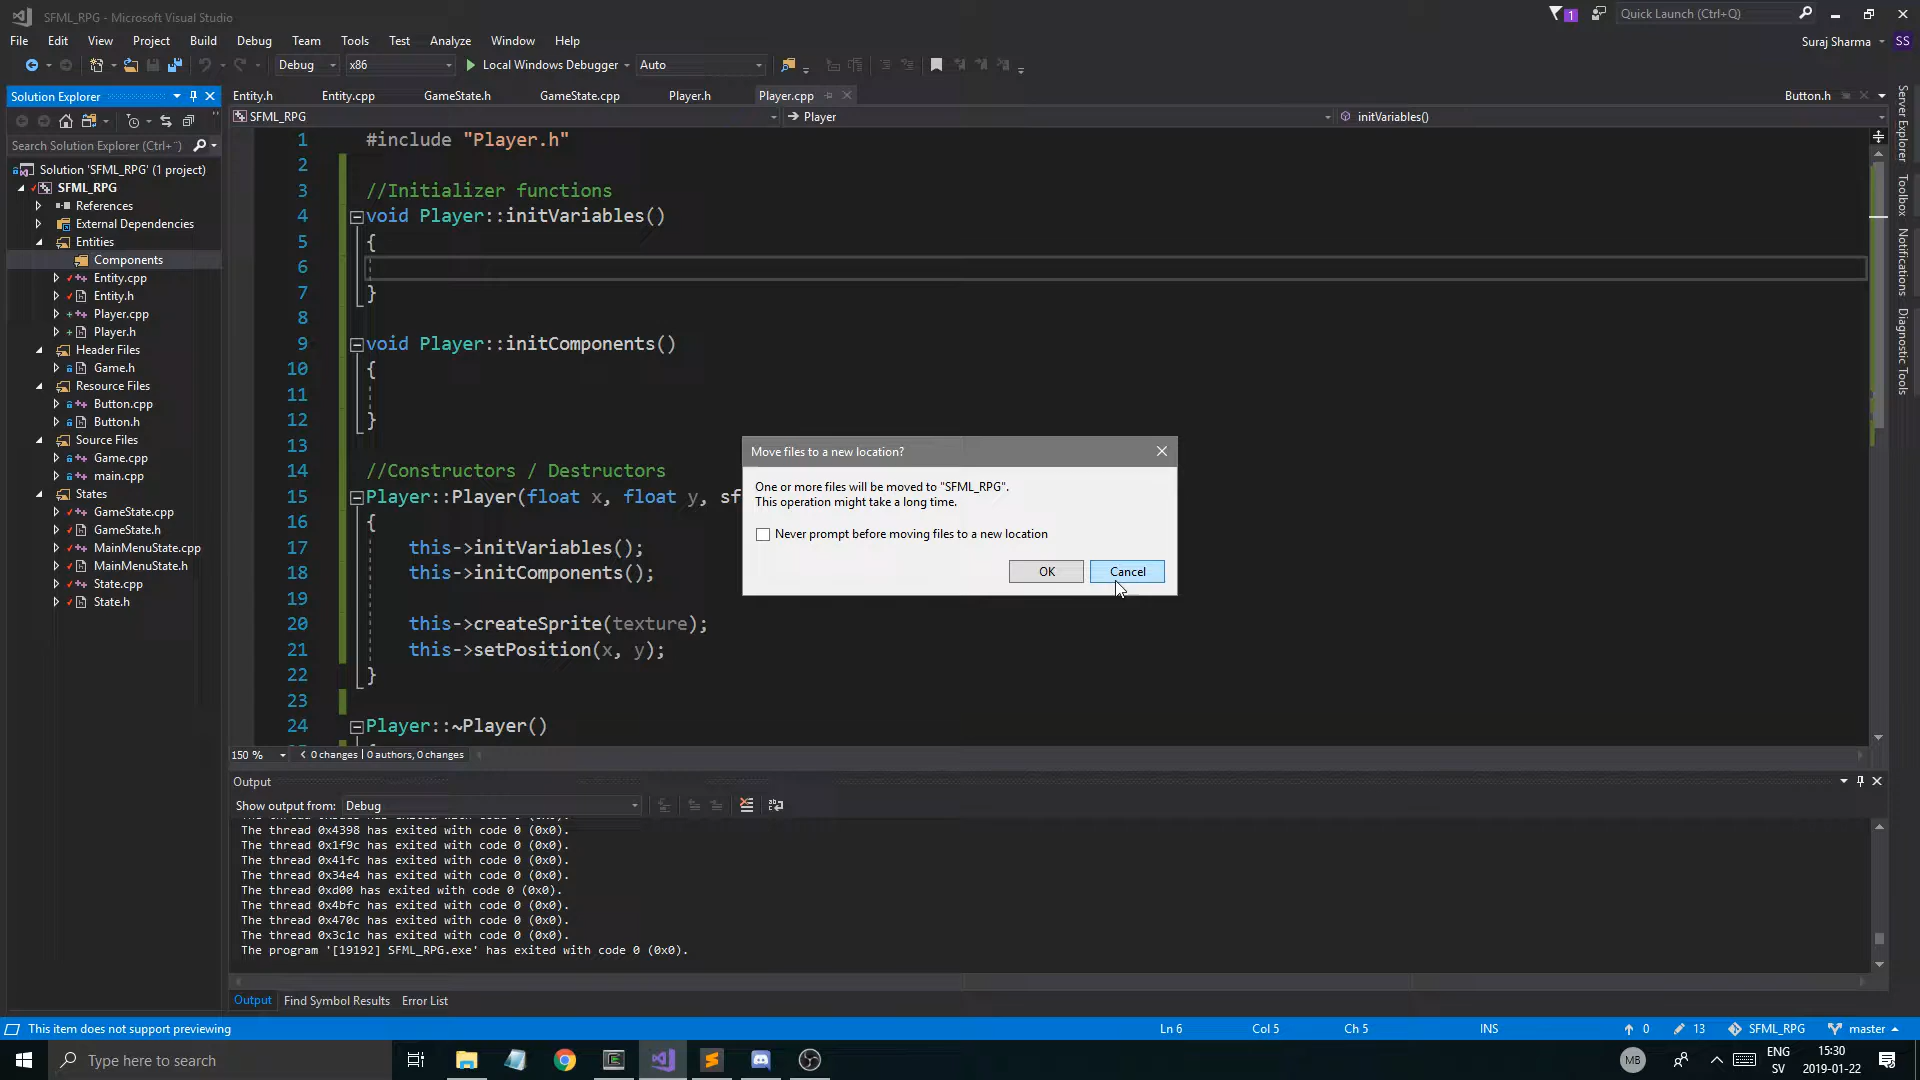 SFML_RPG - Microsoft Visual Studio
1
Quick Launch (Ctrl+Q)
File Edit View Project Build Debug Team Tools Test Analyze Window Help
Suraj Sharma SS
Debug x86 Local Windows Debugger Auto
Solution Explorer
Entity.h Entity.cpp GameState.h GameState.cpp Player.h Player.cpp Button.h
SFML_RPG Player initVariables()
Search Solution Explorer (Ctrl+¨)
Solution 'SFML_RPG' (1 project)
SFML_RPG
References
External Dependencies
Entities
Components
Entity.cpp
Entity.h
Player.cpp
Player.h
Header Files
Game.h
Resource Files
Button.cpp
Button.h
Source Files
Game.cpp
main.cpp
States
GameState.cpp
GameState.h
MainMenuState.cpp
MainMenuState.h
State.cpp
State.h
1 #include "Player.h"
2
3 //Initializer functions
4 void Player::initVariables()
5 {
6
7 }
8
9 void Player::initComponents()
10 {
11
12 }
13
14 //Constructors / Destructors
15 Player::Player(float x, float y, sf
16 {
17 this->initVariables();
18 this->initComponents();
19
20 this->createSprite(texture);
21 this->setPosition(x, y);
22 }
23
24 Player::~Player()
Move files to a new location?
One or more files will be moved to "SFML_RPG".
This operation might take a long time.
Never prompt before moving files to a new location
OK Cancel
Server Explorer
Toolbox
Notifications
Diagnostic Tools
150 % 0 changes | 0 authors, 0 changes
Output
Show output from: Debug
The thread 0x4398 has exited with code 0 (0x0).
The thread 0x1f9c has exited with code 0 (0x0).
The thread 0x41fc has exited with code 0 (0x0).
The thread 0x34e4 has exited with code 0 (0x0).
The thread 0xd00 has exited with code 0 (0x0).
The thread 0x4bfc has exited with code 0 (0x0).
The thread 0x470c has exited with code 0 (0x0).
The thread 0x3c1c has exited with code 0 (0x0).
The program '[19192] SFML_RPG.exe' has exited with code 0 (0x0).
Output Find Symbol Results Error List
This item does not support previewing Ln 6 Col 5 Ch 5 INS 0 13 SFML_RPG master
Type here to search
MB
ENG
SV
15:30
2019-01-22